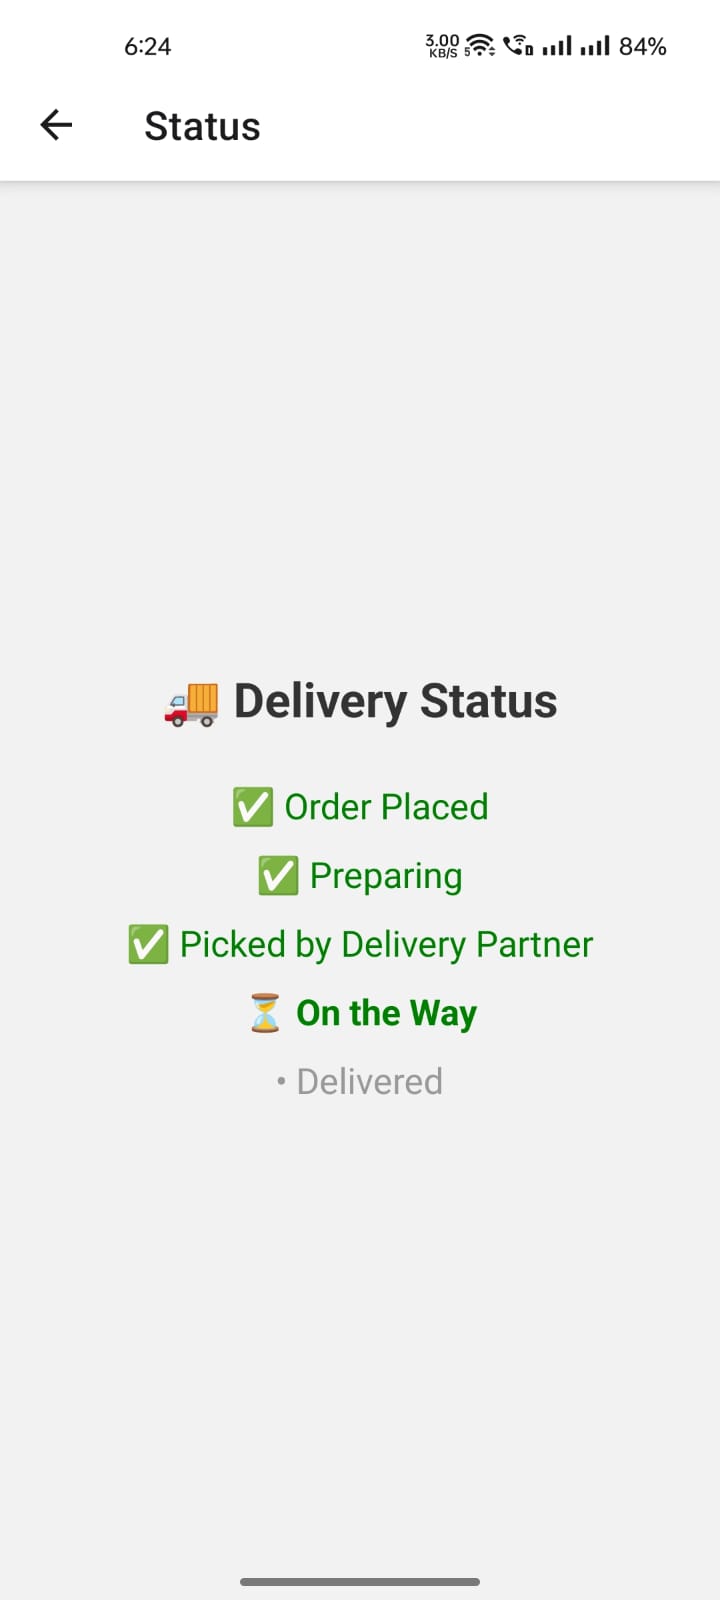 6:24 3.00 KB/S 5 84%
Status
🚚 Delivery Status
✅ Order Placed
✅ Preparing
✅ Picked by Delivery Partner
⏳ On the Way
• Delivered